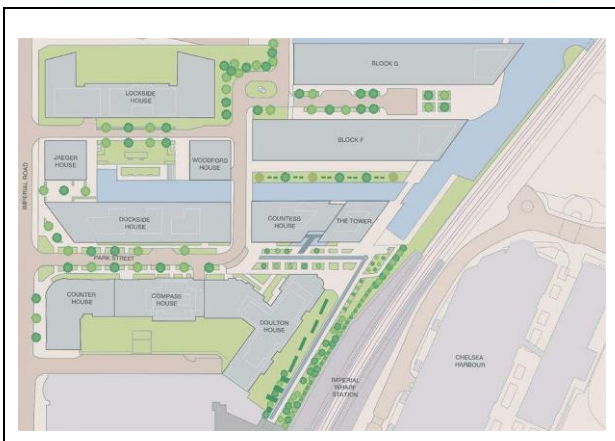 BLOCK G
LOCKSIDE
HOUSE
BLOCK F
JAEGER
HOUSE
WOODFORD
HOUSE
IMPERIAL ROAD
DOCKSIDE
HOUSE
COUNTESS
HOUSE
THE TOWER
PARK STREET
COUNTER
HOUSE
COMPASS
HOUSE
DOULTON
HOUSE
CHELSEA
HARBOUR
IMPERIAL
WHARF
STATION